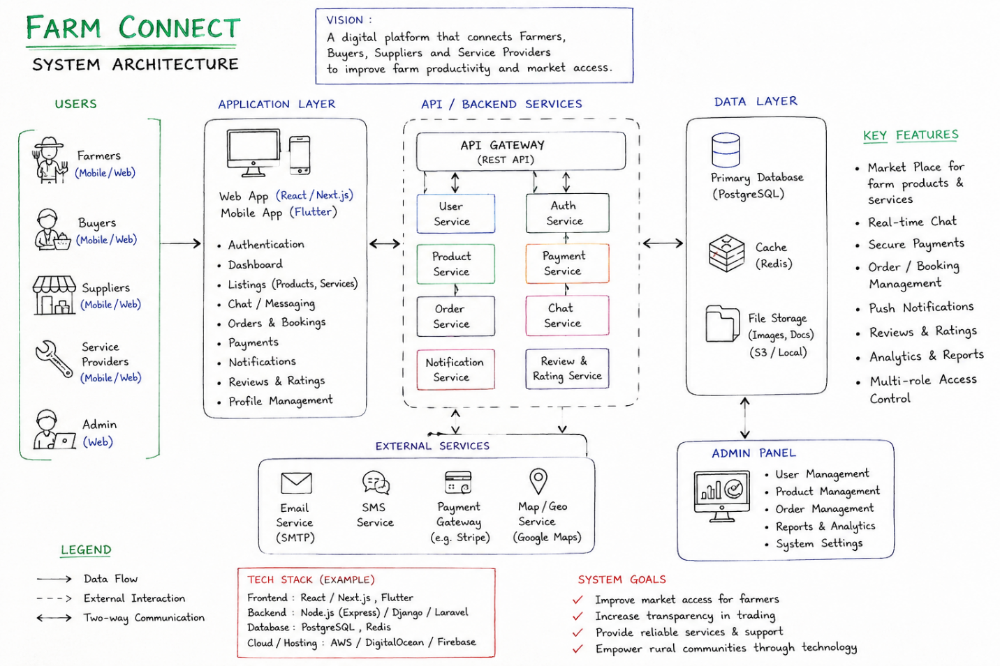 FARM CONNECT
SYSTEM ARCHITECTURE
VISION :
A digital platform that connects Farmers,
Buyers, Suppliers and Service Providers
to improve farm productivity and market access.
USERS
Farmers
(Mobile/Web)
Buyers
(Mobile/Web)
Suppliers
(Mobile/Web)
Service
Providers
(Mobile/Web)
Admin
(Web)
APPLICATION LAYER
Web App (React/Next.js)
Mobile App (Flutter)
• Authentication
• Dashboard
• Listings (Products, Services)
• Chat / Messaging
• Orders & Bookings
• Payments
• Notifications
• Reviews & Ratings
• Profile Management
API / BACKEND SERVICES
API GATEWAY
(REST API)
User
Service
Auth
Service
Product
Service
Payment
Service
Order
Service
Chat
Service
Notification
Service
Review &
Rating Service
DATA LAYER
Primary Database
(PostgreSQL)
Cache
(Redis)
File Storage
(Images, Docs)
(S3 / Local)
KEY FEATURES
• Market Place for
farm products &
services
• Real-time Chat
• Secure Payments
• Order / Booking
Management
• Push Notifications
• Reviews & Ratings
• Analytics & Reports
• Multi-role Access
Control
EXTERNAL SERVICES
Email
Service
(SMTP)
SMS
Service
Payment
Gateway
(e.g. Stripe)
Map/Geo
Service
(Google Maps)
ADMIN PANEL
• User Management
• Product Management
• Order Management
• Reports & Analytics
• System Settings
LEGEND
Data Flow
External Interaction
Two-way Communication
TECH STACK (EXAMPLE)
Frontend : React / Next.js , Flutter
Backend : Node.js (Express) / Django / Laravel
Database : PostgreSQL , Redis
Cloud / Hosting : AWS / DigitalOcean / Firebase
SYSTEM GOALS
✓ Improve market access for farmers
✓ Increase transparency in trading
✓ Provide reliable services & support
✓ Empower rural communities through technology